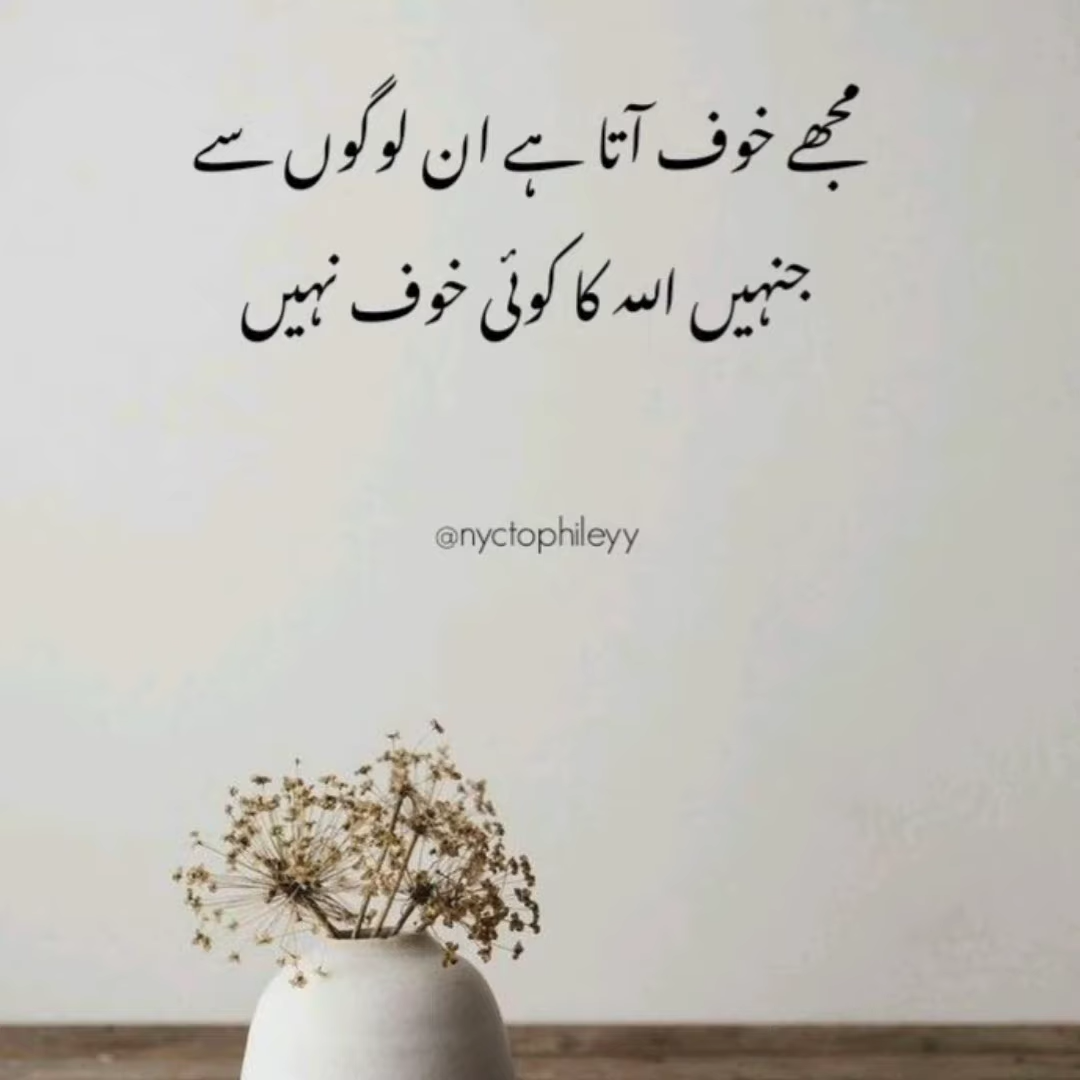 مجھے خوف آتا ہے ان لوگوں سے
جنہیں اللہ کا کوئی خوف نہیں
@nyctophileyy